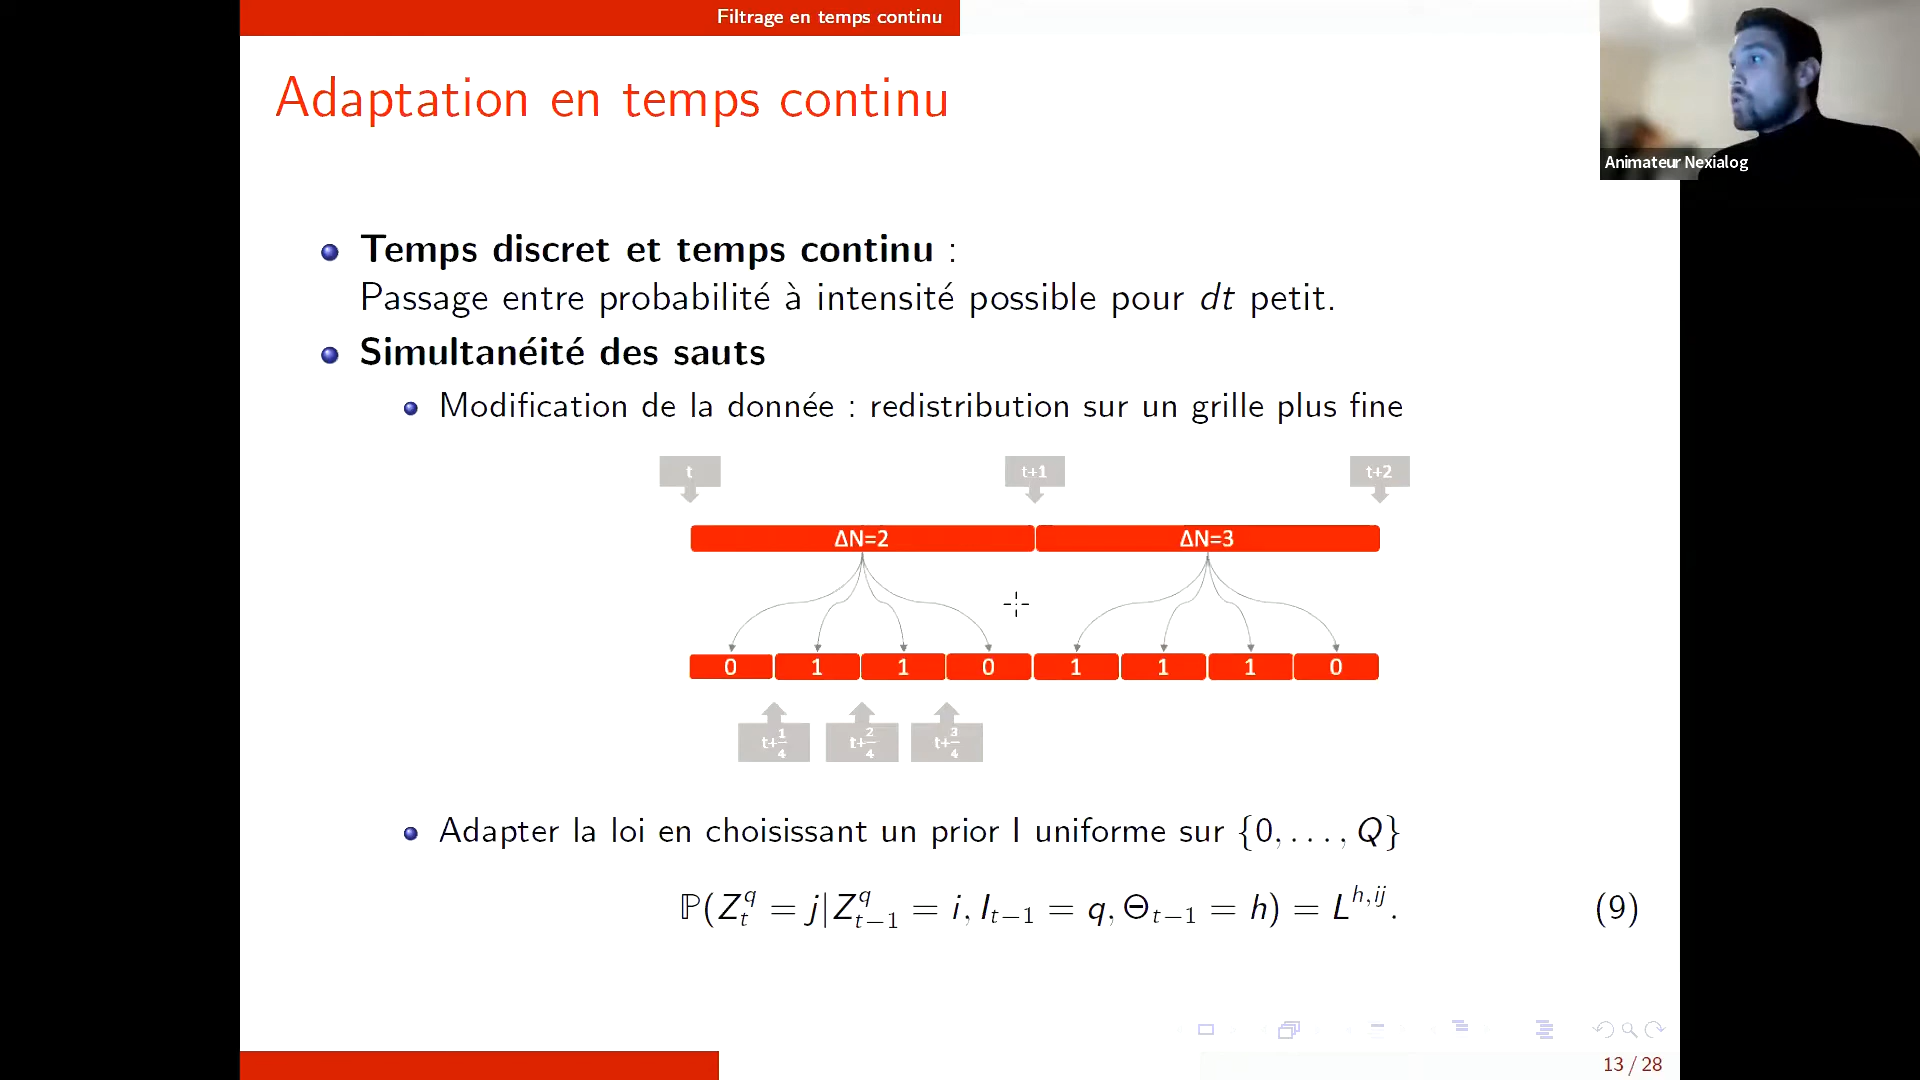 Filtrage en temps continu
Animateur Nexialog
Adaptation en temps continu
Temps discret et temps continu :
Passage entre probabilité à intensité possible pour dt petit.
Simultanéité des sauts
Modification de la donnée : redistribution sur un grille plus fine
t t+1 t+2
ΔN=2 ΔN=3
0 1 1 0 1 1 1 0
t+1/4 t+2/4 t+3/4
Adapter la loi en choisissant un prior I uniforme sur {0, . . . , Q}
ℙ(Z_t^q = j|Z_{t−1}^q = i, I_{t−1} = q, Θ_{t−1} = h) = L^{h,ij}. (9)
13 / 28